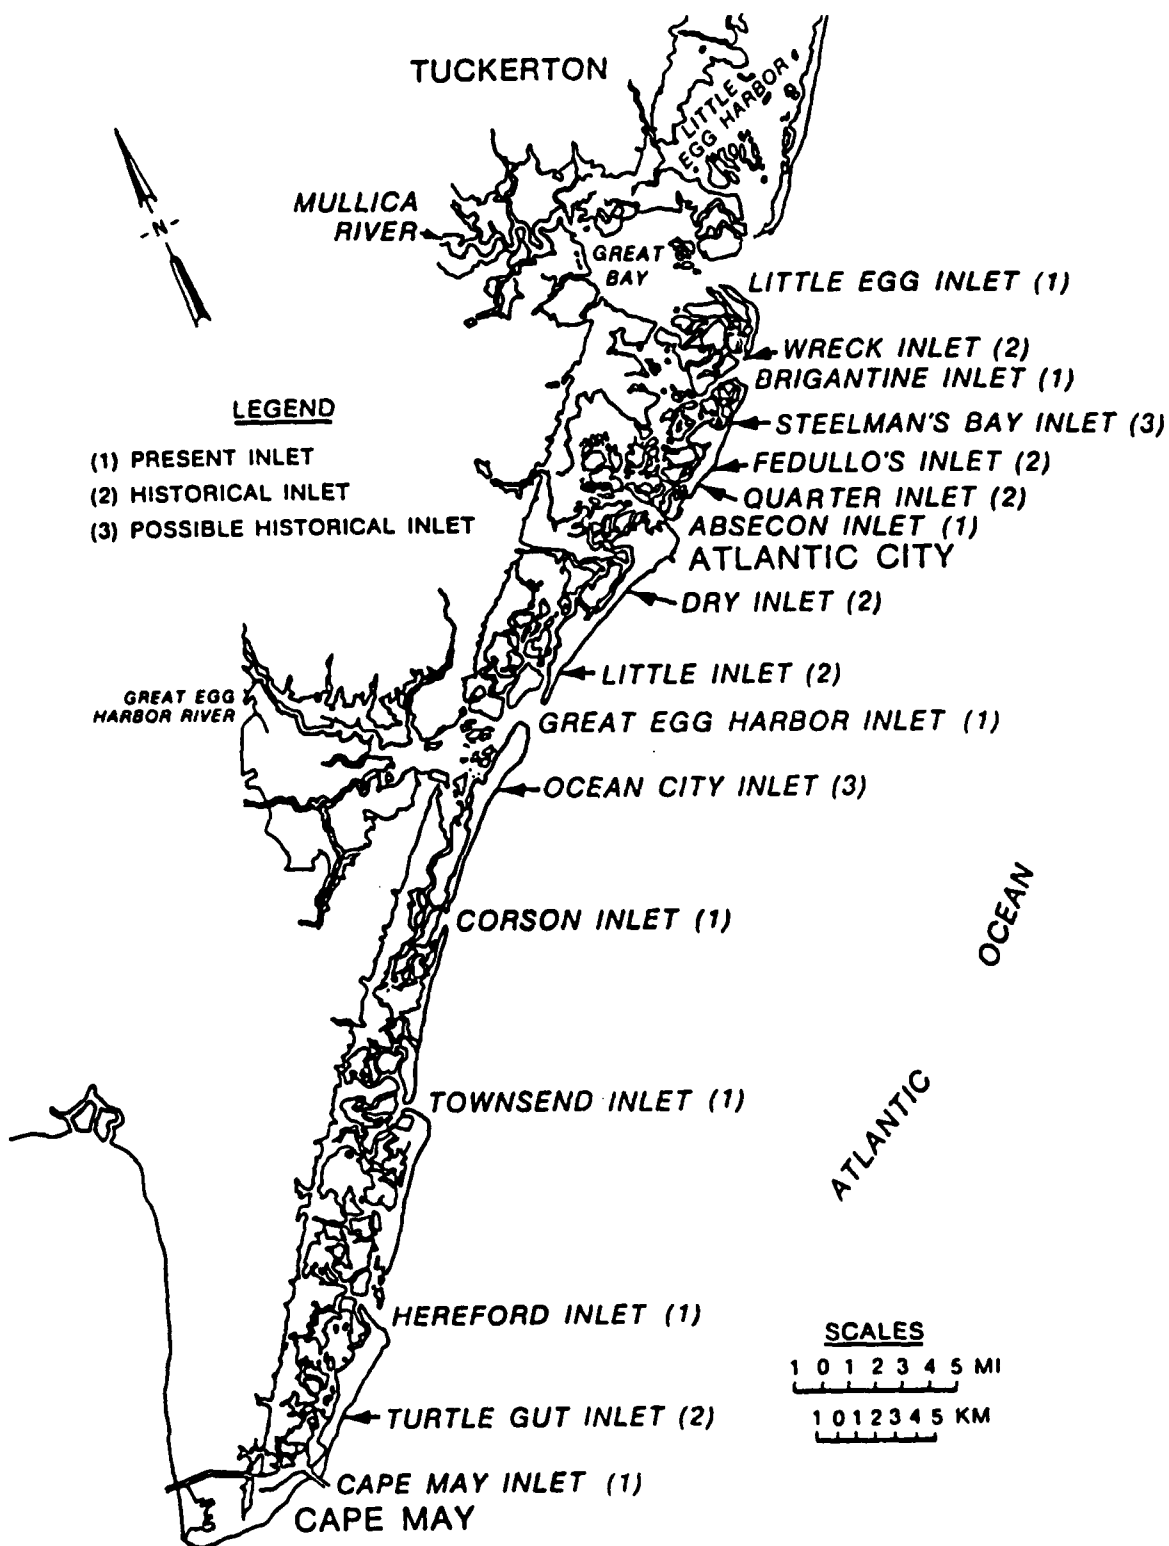 TUCKERTON
LITTLE
EGG HARBOR
MULLICA
RIVER
N
GREAT
BAY
LITTLE EGG INLET (1)
WRECK INLET (2)
BRIGANTINE INLET (1)
LEGEND
(1) PRESENT INLET
(2) HISTORICAL INLET
(3) POSSIBLE HISTORICAL INLET
STEELMAN'S BAY INLET (3)
FEDULLO'S INLET (2)
QUARTER INLET (2)
ABSECON INLET (1)
ATLANTIC CITY
DRY INLET (2)
LITTLE INLET (2)
GREAT EGG
HARBOR RIVER
GREAT EGG HARBOR INLET (1)
OCEAN CITY INLET (3)
CORSON INLET (1)
ATLANTIC OCEAN
TOWNSEND INLET (1)
HEREFORD INLET (1)
SCALES
1 0 1 2 3 4 5 MI
1 0 1 2 3 4 5 KM
TURTLE GUT INLET (2)
CAPE MAY INLET (1)
CAPE MAY